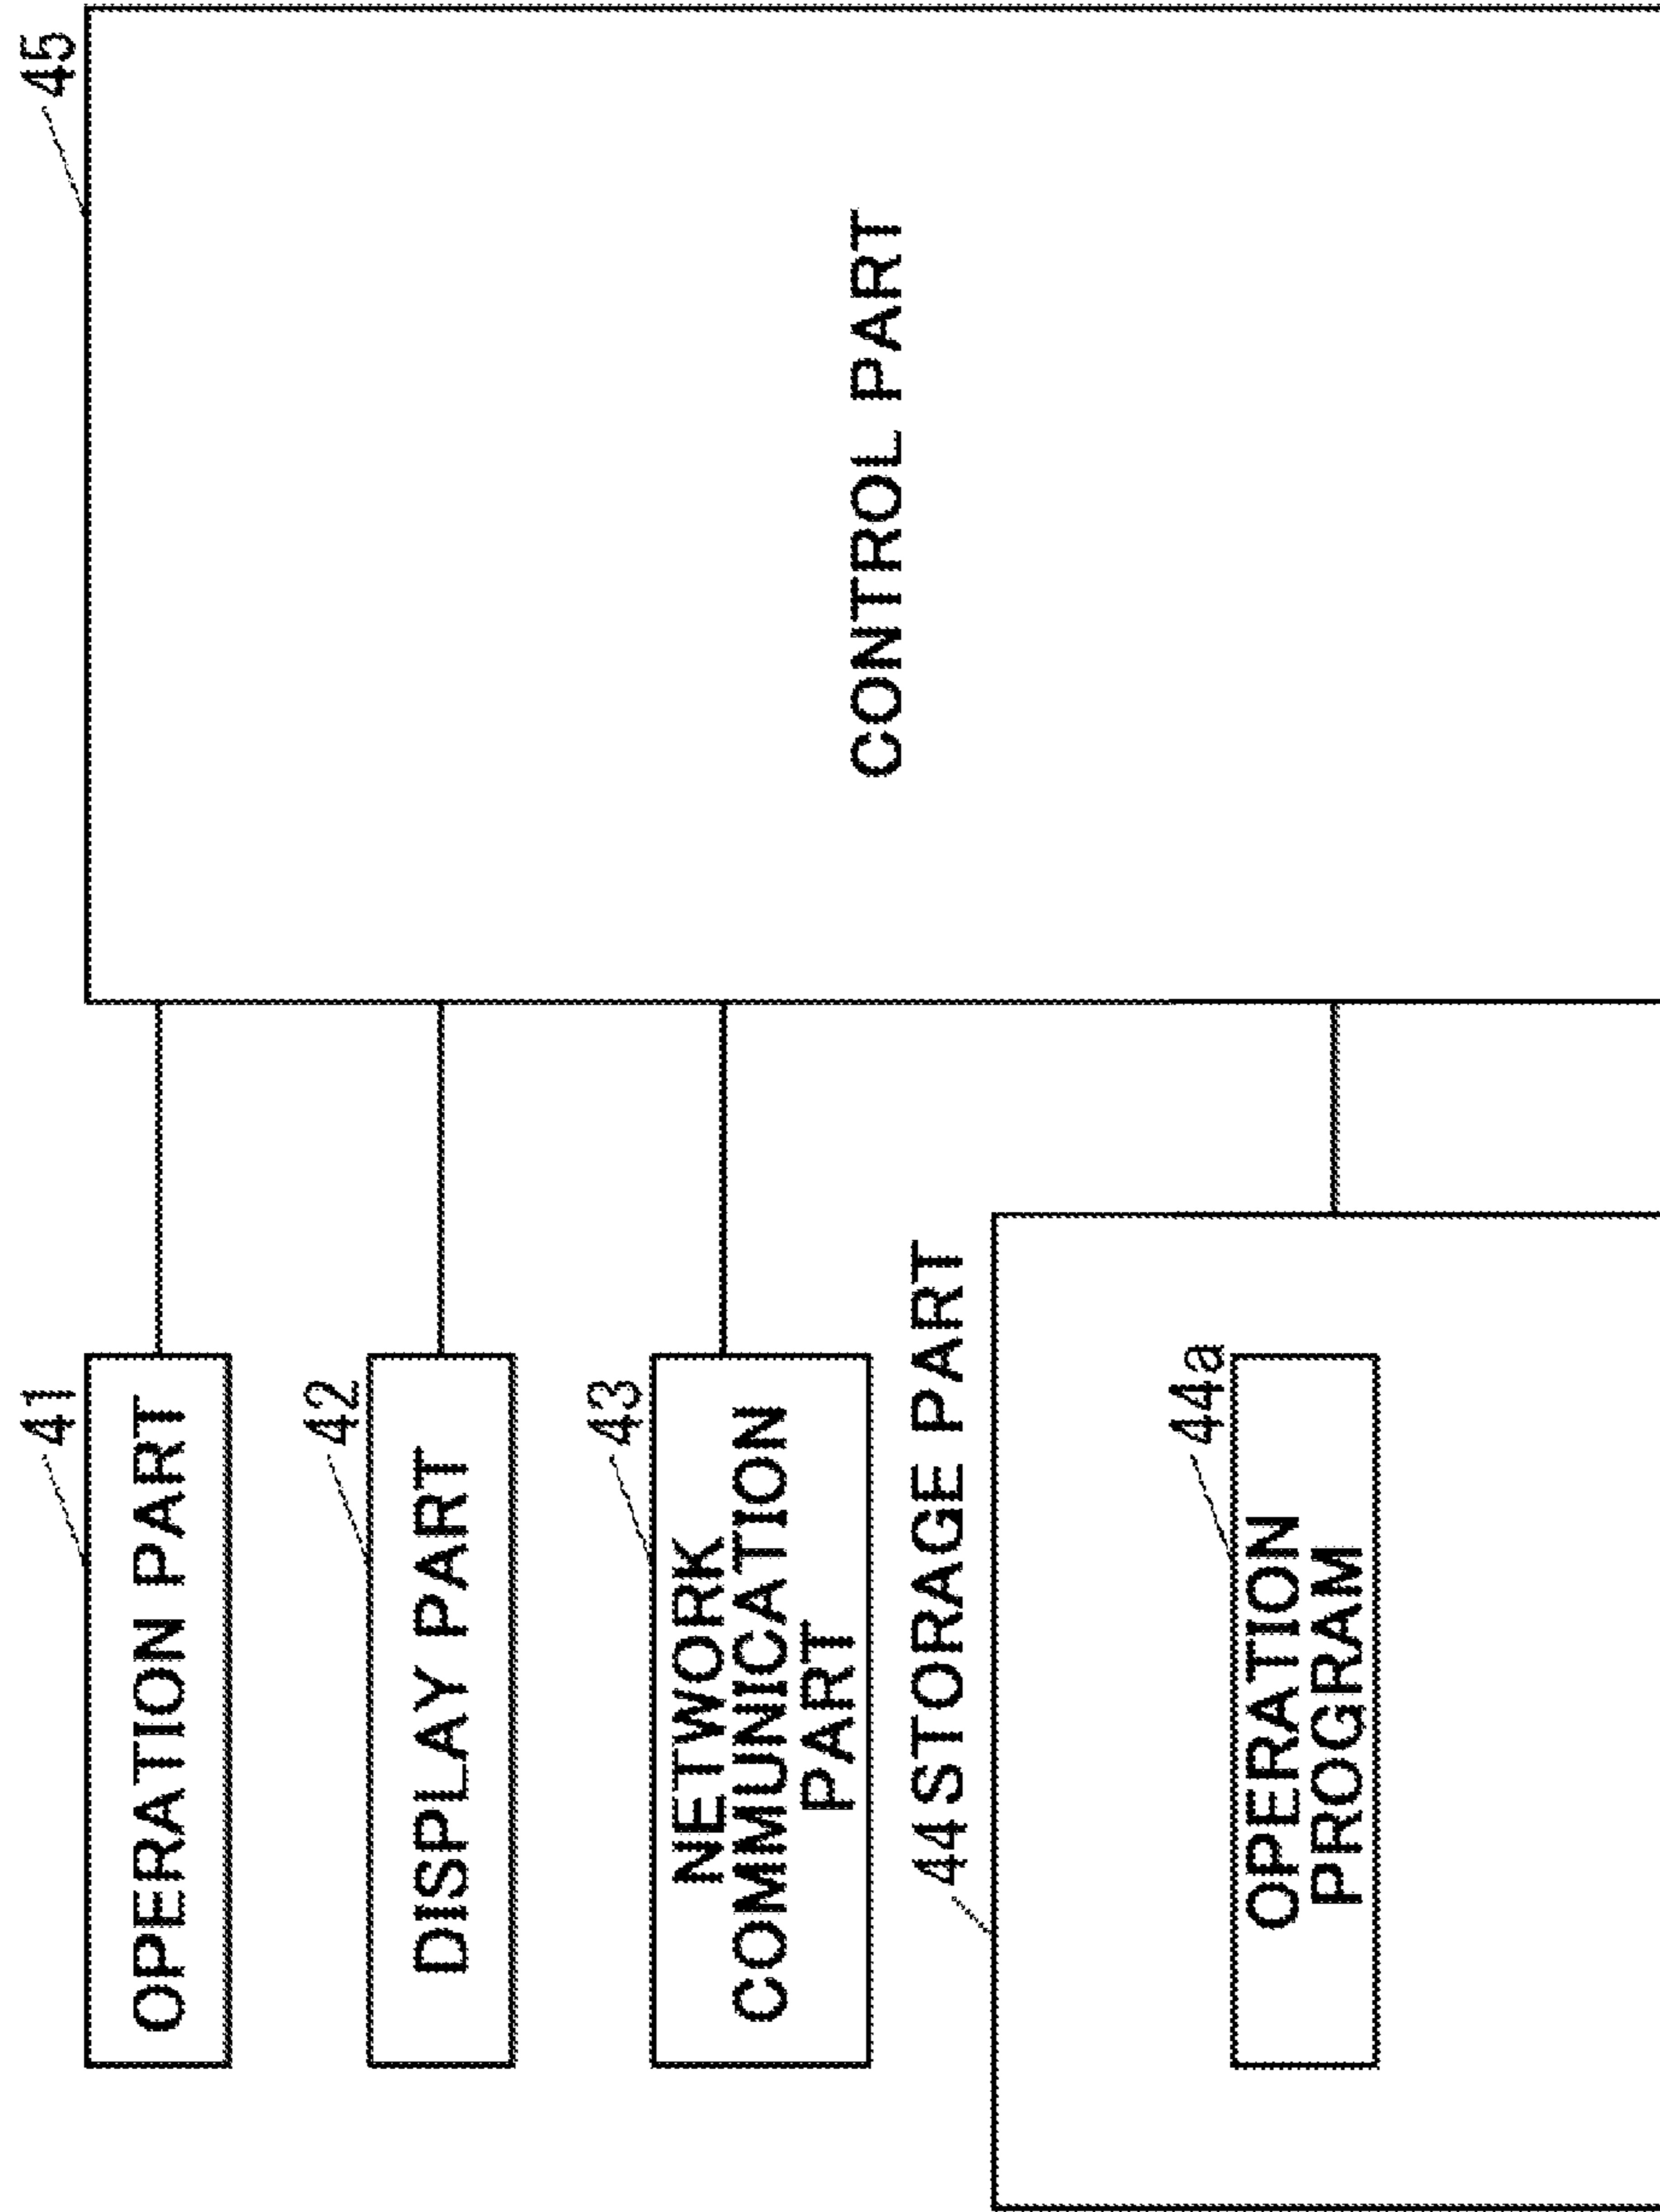 41
OPERATION PART
42
DISPLAY PART
43
NETWORK
COMMUNICATION
PART
44 STORAGE PART
44a
OPERATION
PROGRAM
45
CONTROL PART